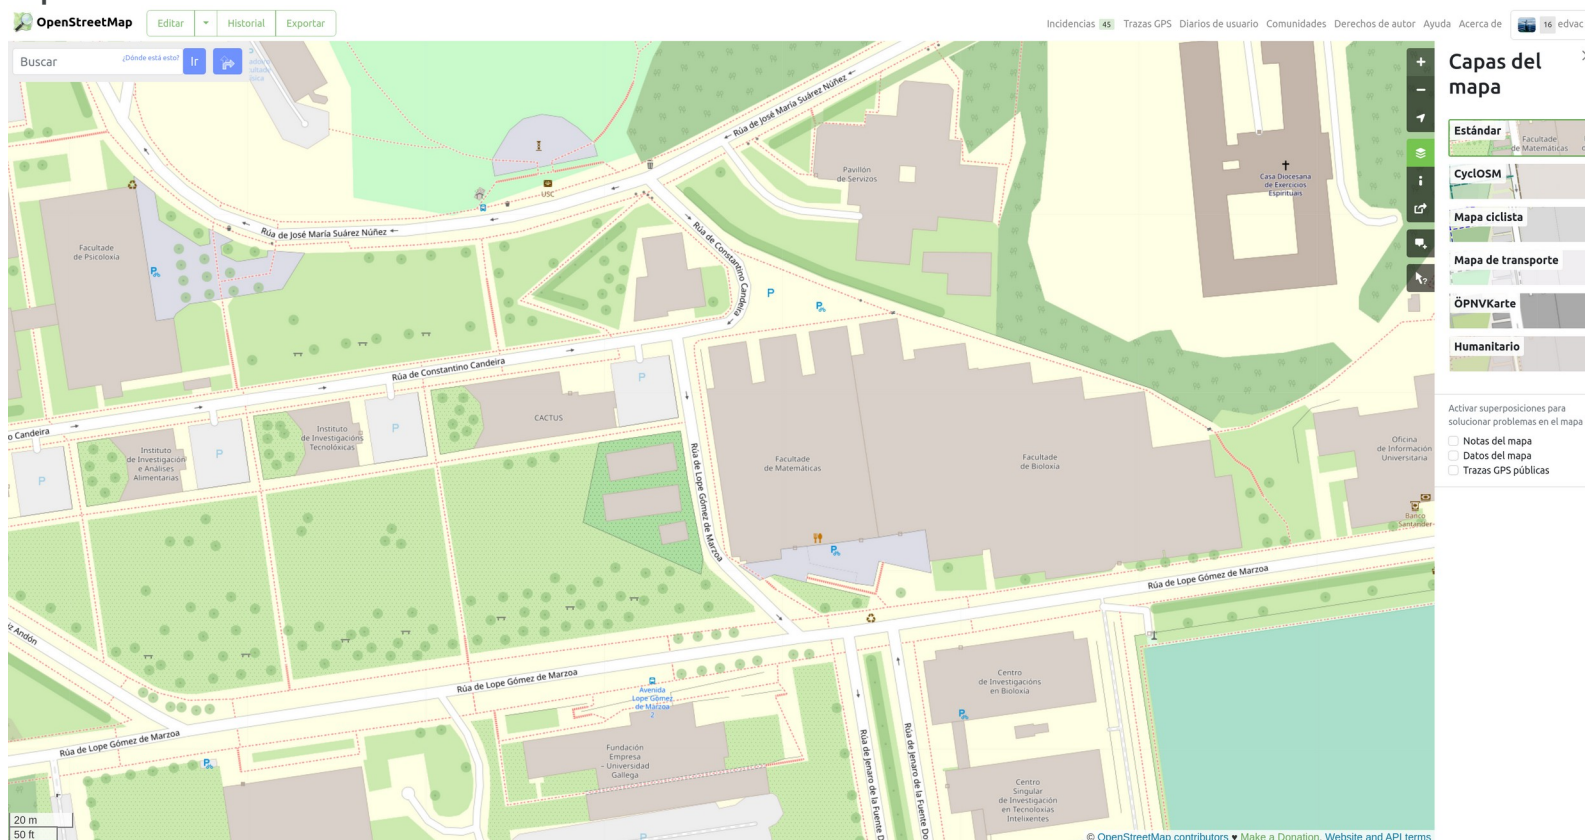 OpenStreetMap
Editar
Historial
Exportar
Incidencias 45
Trazas GPS
Diarios de usuario
Comunidades
Derechos de autor
Ayuda
Acerca de
16 edvac
Buscar
¿Dónde está esto?
Ir
Capas del
mapa
Estándar
Facultade
de Matemáticas
CyclOSM
Mapa ciclista
Mapa de transporte
ÖPNVKarte
Humanitario
Activar superposiciones para
solucionar problemas en el mapa
Notas del mapa
Datos del mapa
Trazas GPS públicas
Rúa de José María Suárez Núñez
Pavillón
de Servizos
Casa Diocesana
de Exercicios
Espirituais
USC
Rúa de José María Suárez Núñez
Facultade
de Psicoloxía
P
Rúa de Constantino Candeira
P
P
Rúa de Constantino Candeira
P
CACTUS
o Candeira
Instituto
de Investigacións
Tecnolóxicas
P
Instituto
de Investigación
e Análises
Alimentarias
P
P
Rúa de Lope Gómez de Marzoa
Facultade
de Matemáticas
Facultade
de Bioloxía
Oficina
de Información
Universitaria
Banco
Santander
P
Rúa de Lope Gómez de Marzoa
iz Andón
Rúa de Lope Gómez de Marzoa
Avenida
Lope Gómez
de Marzoa
2
Centro
de Investigacións
en Bioloxía
P
Rúa de Lope Gómez de Marzoa
P
Fundación
Empresa
- Universidad
Gallega
Rúa de Jenaro de la Fuente Do
Rúa de Jenaro de la Fuente Do
Centro
Singular
de Investigación
en Tecnoloxías
Intelixentes
P
20 m
50 ft
© OpenStreetMap contributors ♥ Make a Donation. Website and API terms